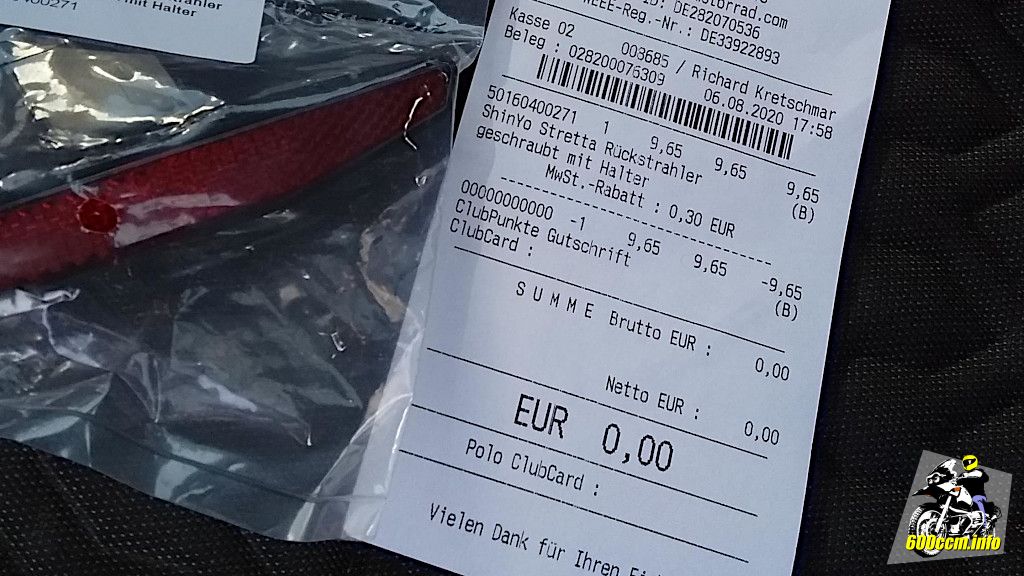 400271
strahler
mit Halter
otorrad.com
ID: DE282070536
WEEE-Reg.-Nr.: DE33922893
Kasse 02 003685 / Richard Kretschmar
Beleg : 028200076309 06.08.2020 17:58
50160400271 1 9,65 9,65 9,65
ShinYo Stretta Rückstrahler (B)
geschraubt mit Halter
MwSt.-Rabatt : 0,30 EUR
00000000000 -1 9,65 9,65 -9,65
ClubPunkte Gutschrift (B)
ClubCard :
S U M M E Brutto EUR : 0,00
Netto EUR : 0,00
EUR 0,00
Polo ClubCard :
Vielen Dank für Ihren
600ccm.info